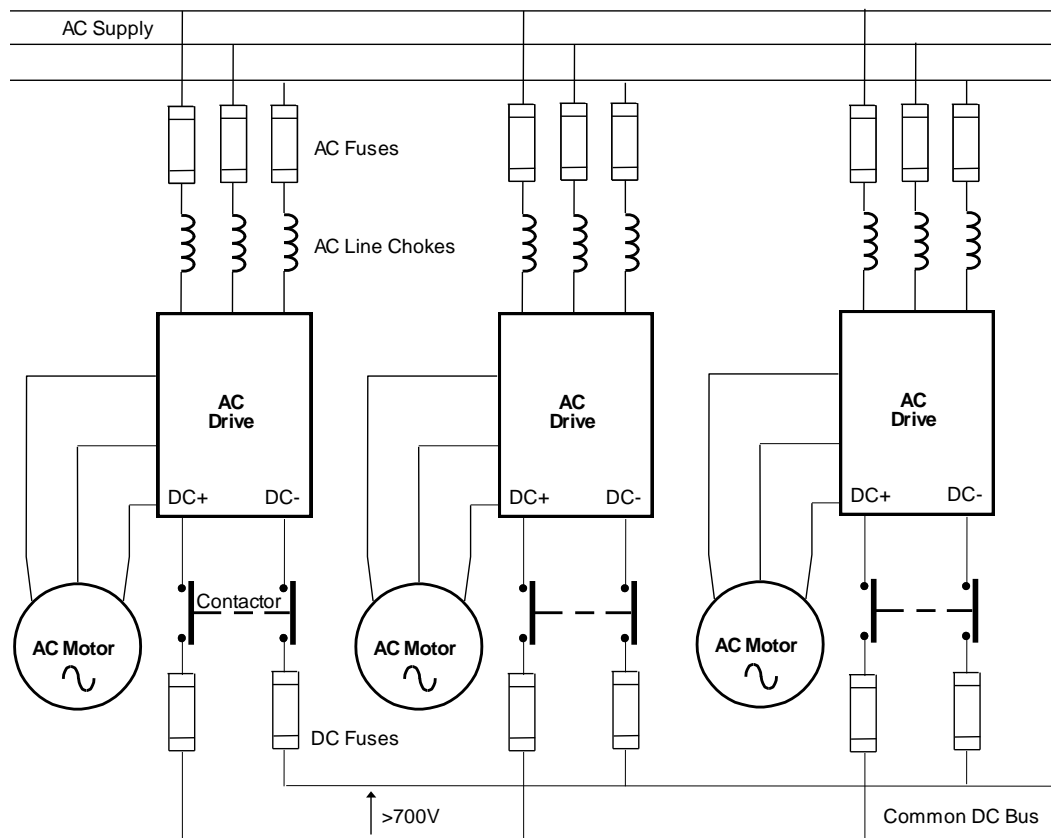 AC Supply
AC Fuses
AC Line Chokes
AC
Drive
AC
Drive
AC
Drive
DC+ DC-
DC+ DC-
DC+ DC-
Contactor
AC Motor
AC Motor
AC Motor
DC Fuses
>700V
Common DC Bus